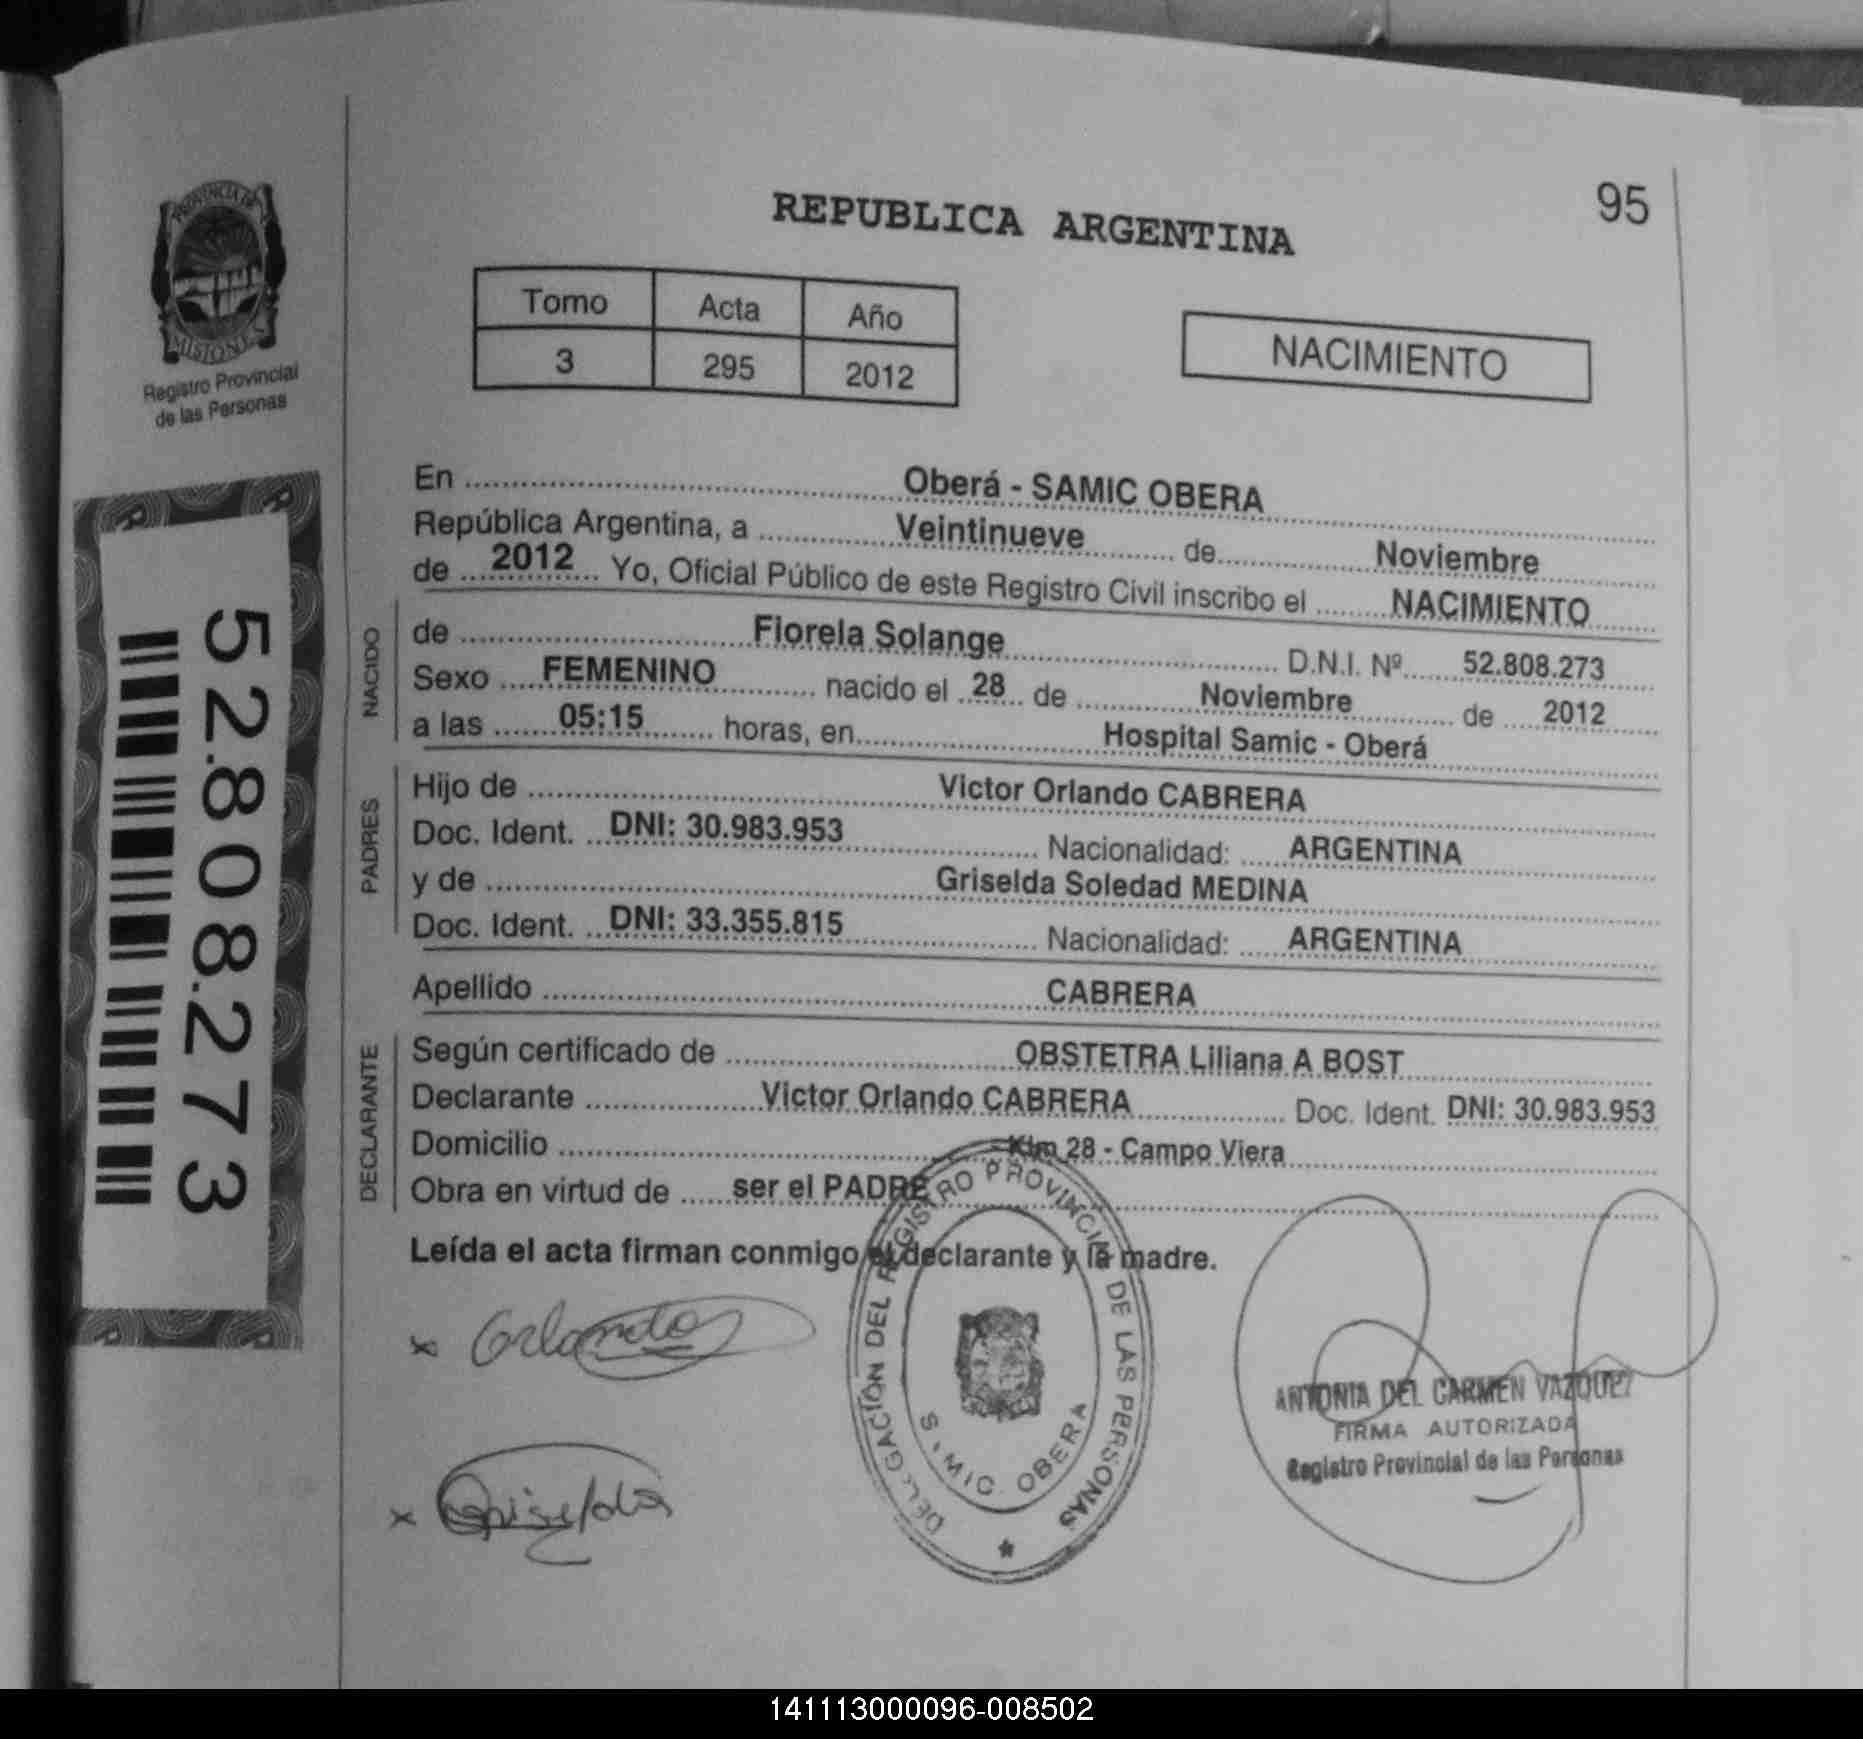 95
REPUBLICA ARGENTINA
PROVINCIA DE
MISIONES
Registro Provincial
de las Personas
Tomo Acta Año
3 295 2012
NACIMIENTO
52.808.273
En Oberá - SAMIC OBERA
República Argentina, a Veintinueve de Noviembre
de 2012 Yo, Oficial Público de este Registro Civil inscribo el NACIMIENTO
NACIDO
de Fiorela Solange D.N.I. Nº 52.808.273
Sexo FEMENINO nacido el 28 de Noviembre de 2012
a las 05:15 horas, en Hospital Samic - Oberá
PADRES
Hijo de Victor Orlando CABRERA
Doc. Ident. DNI: 30.983.953 Nacionalidad: ARGENTINA
y de Griselda Soledad MEDINA
Doc. Ident. DNI: 33.355.815 Nacionalidad: ARGENTINA
Apellido CABRERA
DECLARANTE
Según certificado de OBSTETRA Liliana A BOST
Declarante Victor Orlando CABRERA Doc. Ident. DNI: 30.983.953
Domicilio Klm 28 - Campo Viera
Obra en virtud de ser el PADRE
Leída el acta firman conmigo el declarante y la madre.
x Orlando
x Griselda
DELEGACIÓN DEL REGISTRO PROVINCIAL DE LAS PERSONAS
SAMIC OBERA
ANTONIA DEL CARMEN VAZQUEZ
FIRMA AUTORIZADA
Registro Provincial de las Personas
141113000096-008502